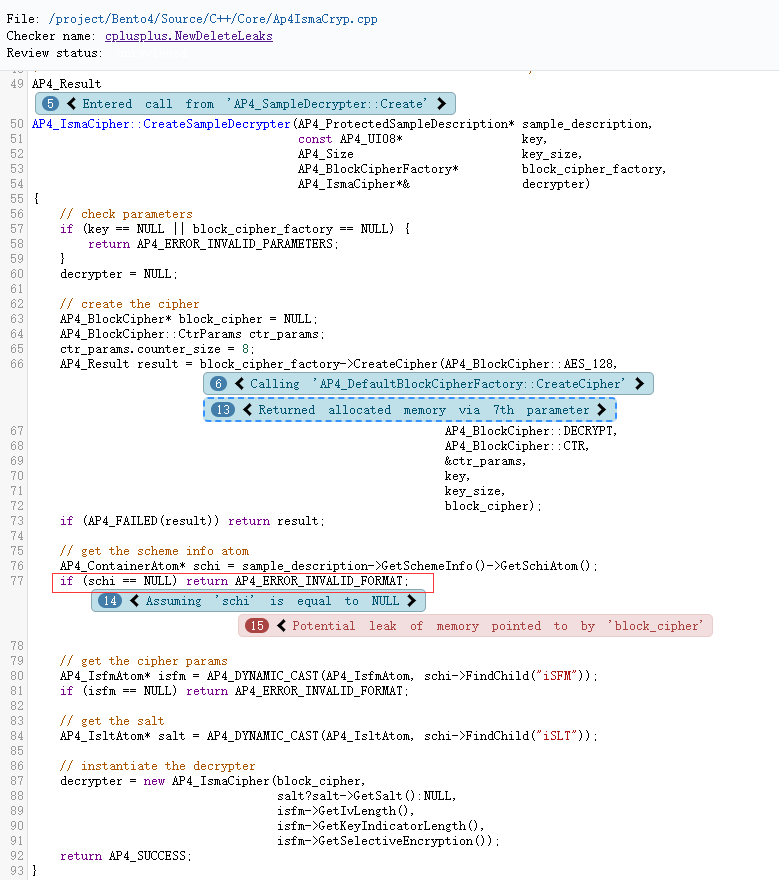 File: /project/Bento4/Source/C++/Core/Ap4IsmaCryp.cpp
Checker name: cplusplus.NewDeleteLeaks
Review status:
49 AP4_Result
5 Entered call from 'AP4_SampleDecrypter::Create'
50 AP4_IsmaCipher::CreateSampleDecrypter(AP4_ProtectedSampleDescription* sample_description,
51 const AP4_UI08* key,
52 AP4_Size key_size,
53 AP4_BlockCipherFactory* block_cipher_factory,
54 AP4_IsmaCipher*& decrypter)
55 {
56 // check parameters
57 if (key == NULL || block_cipher_factory == NULL) {
58 return AP4_ERROR_INVALID_PARAMETERS;
59 }
60 decrypter = NULL;
61
62 // create the cipher
63 AP4_BlockCipher* block_cipher = NULL;
64 AP4_BlockCipher::CtrParams ctr_params;
65 ctr_params.counter_size = 8;
66 AP4_Result result = block_cipher_factory->CreateCipher(AP4_BlockCipher::AES_128,
6 Calling 'AP4_DefaultBlockCipherFactory::CreateCipher'
13 Returned allocated memory via 7th parameter
67 AP4_BlockCipher::DECRYPT,
68 AP4_BlockCipher::CTR,
69 &ctr_params,
70 key,
71 key_size,
72 block_cipher);
73 if (AP4_FAILED(result)) return result;
74
75 // get the scheme info atom
76 AP4_ContainerAtom* schi = sample_description->GetSchemeInfo()->GetSchiAtom();
77 if (schi == NULL) return AP4_ERROR_INVALID_FORMAT;
14 Assuming 'schi' is equal to NULL
15 Potential leak of memory pointed to by 'block_cipher'
78
79 // get the cipher params
80 AP4_IsfmAtom* isfm = AP4_DYNAMIC_CAST(AP4_IsfmAtom, schi->FindChild("iSFM"));
81 if (isfm == NULL) return AP4_ERROR_INVALID_FORMAT;
82
83 // get the salt
84 AP4_IsltAtom* salt = AP4_DYNAMIC_CAST(AP4_IsltAtom, schi->FindChild("iSLT"));
85
86 // instantiate the decrypter
87 decrypter = new AP4_IsmaCipher(block_cipher,
88 salt?salt->GetSalt():NULL,
89 isfm->GetIvLength(),
90 isfm->GetKeyIndicatorLength(),
91 isfm->GetSelectiveEncryption());
92 return AP4_SUCCESS;
93 }